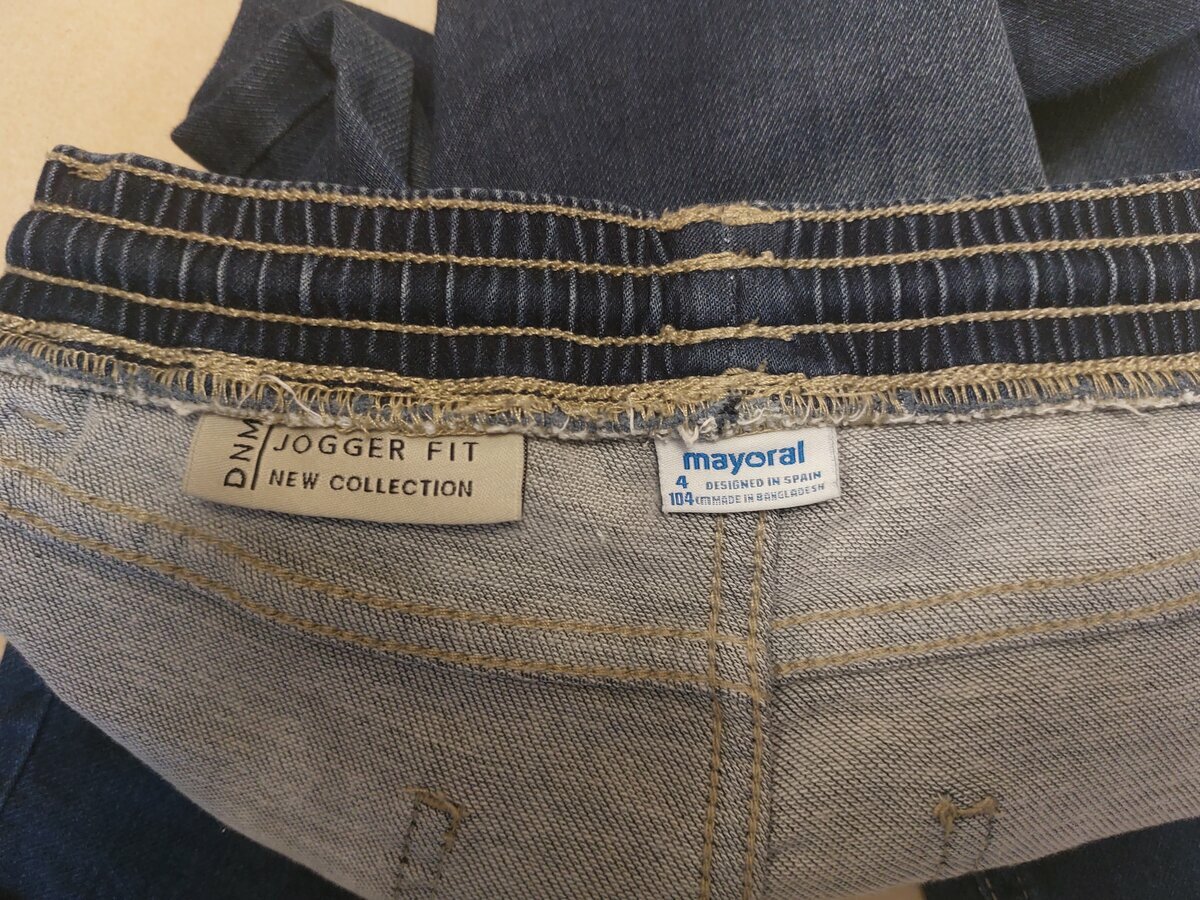 DNM
JOGGER FIT
NEW COLLECTION
mayoral
4 DESIGNED IN SPAIN
104 cm MADE IN BANGLADESH